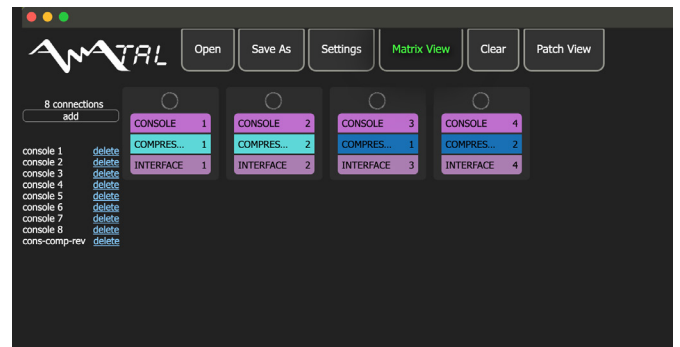 AMATAL
Open
Save As
Settings
Matrix View
Clear
Patch View
8 connections
add
console 1 delete
console 2 delete
console 3 delete
console 4 delete
console 5 delete
console 6 delete
console 7 delete
console 8 delete
cons-comp-rev delete
CONSOLE 1
COMPRES... 1
INTERFACE 1
CONSOLE 2
COMPRES... 2
INTERFACE 2
CONSOLE 3
COMPRES... 1
INTERFACE 3
CONSOLE 4
COMPRES... 2
INTERFACE 4